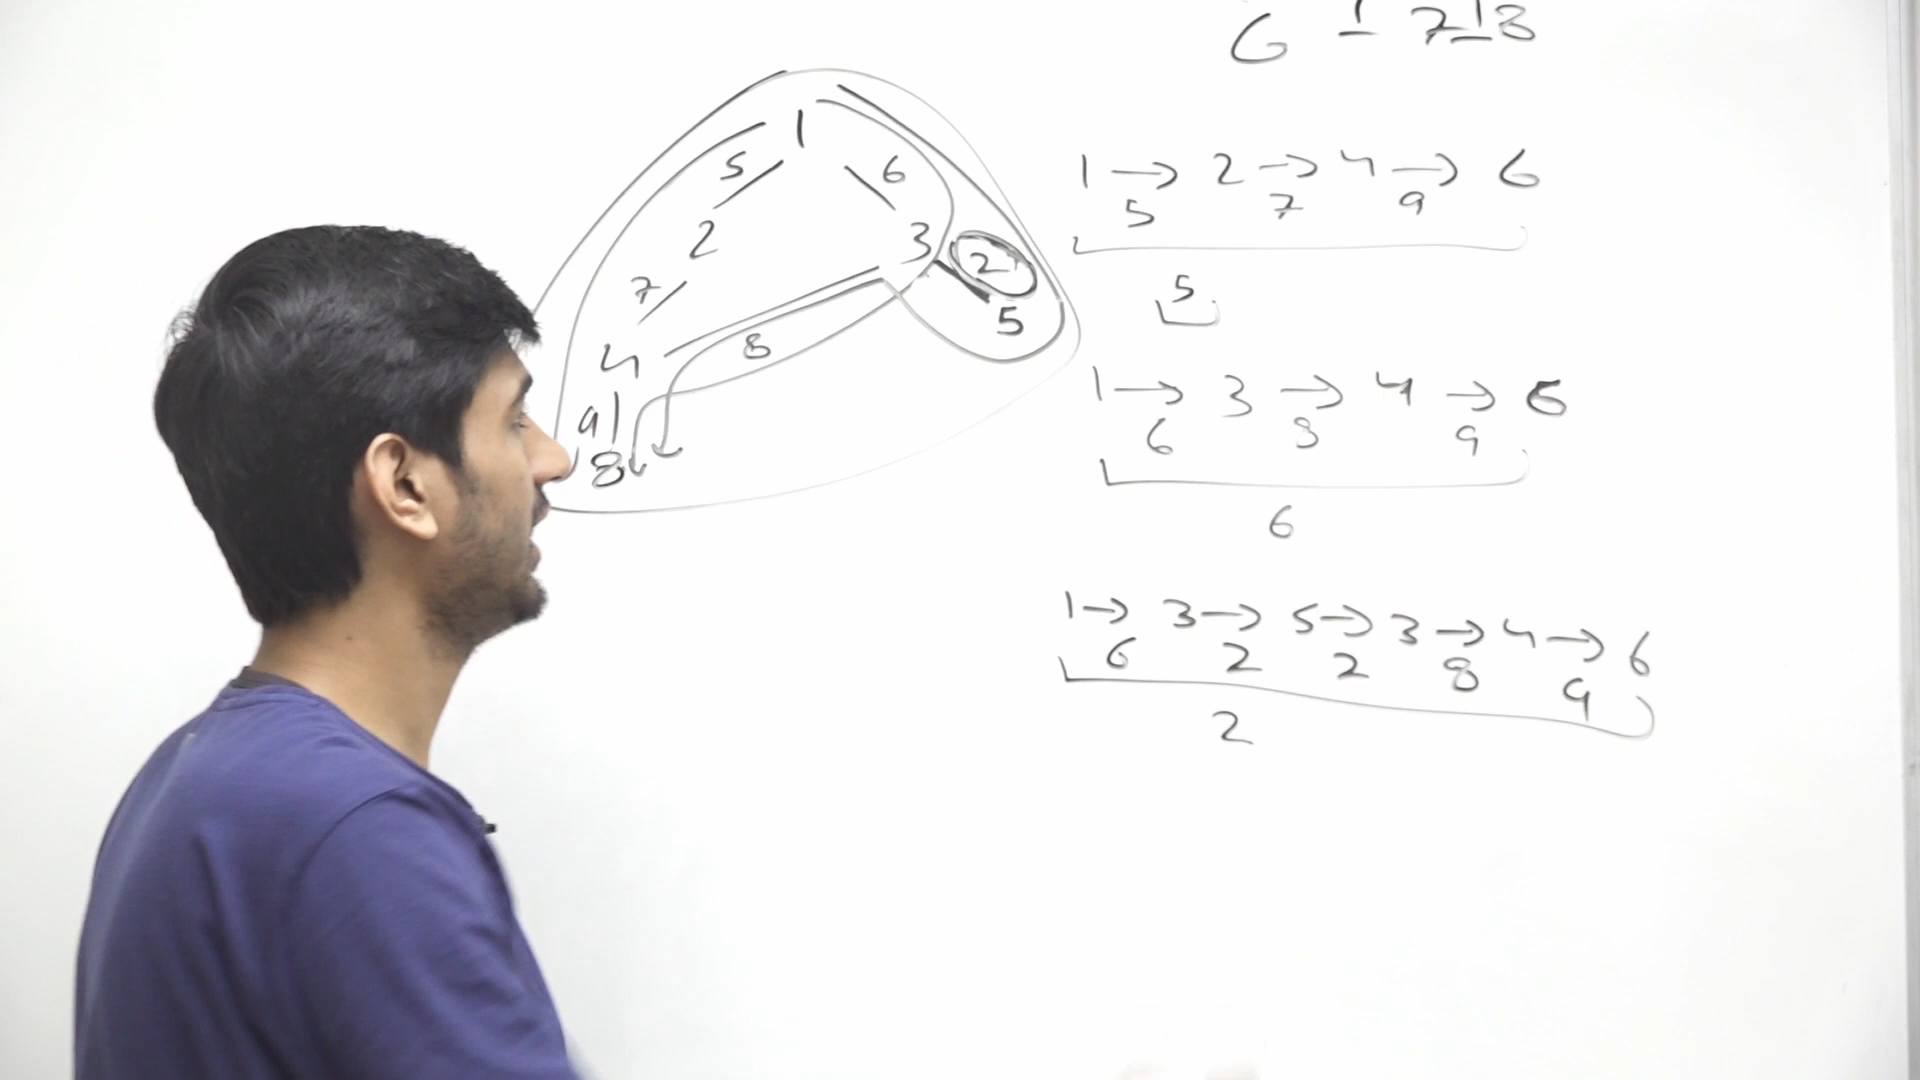 6 1 7 1 8
1
5 6
2 3 2
7 5
4 8
9
8
1 → 2 → 4 → 6
5 7 9
5
1 → 3 → 4 → 6
6 8 9
6
1 → 3 → 5 → 3 → 4 → 6
6 2 2 8 9
2